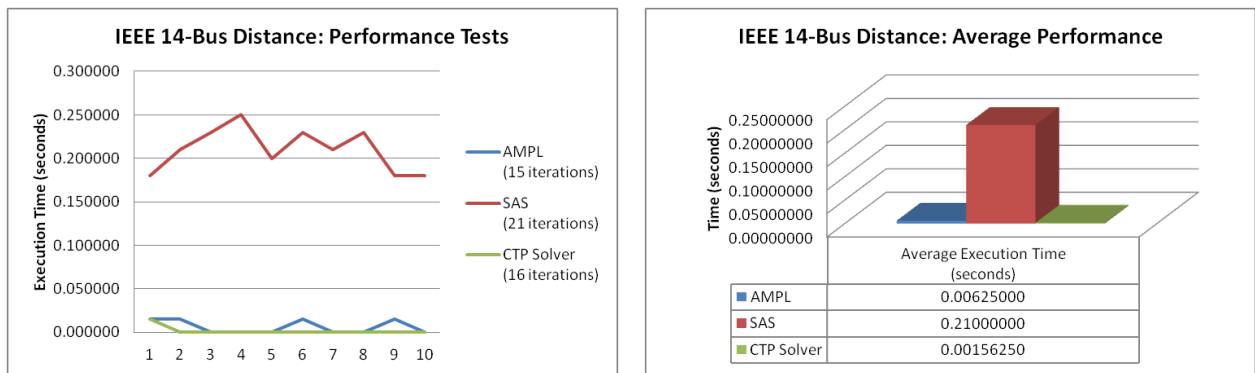 IEEE 14-Bus Distance: Performance Tests
Execution Time (seconds)
0.300000
0.250000
0.200000
0.150000
0.100000
0.050000
0.000000
1 2 3 4 5 6 7 8 9 10
AMPL
(15 iterations)
SAS
(21 iterations)
CTP Solver
(16 iterations)
IEEE 14-Bus Distance: Average Performance
Time (seconds)
0.25000000
0.20000000
0.15000000
0.10000000
0.05000000
0.00000000
Average Execution Time
(seconds)
AMPL 0.00625000
SAS 0.21000000
CTP Solver 0.00156250